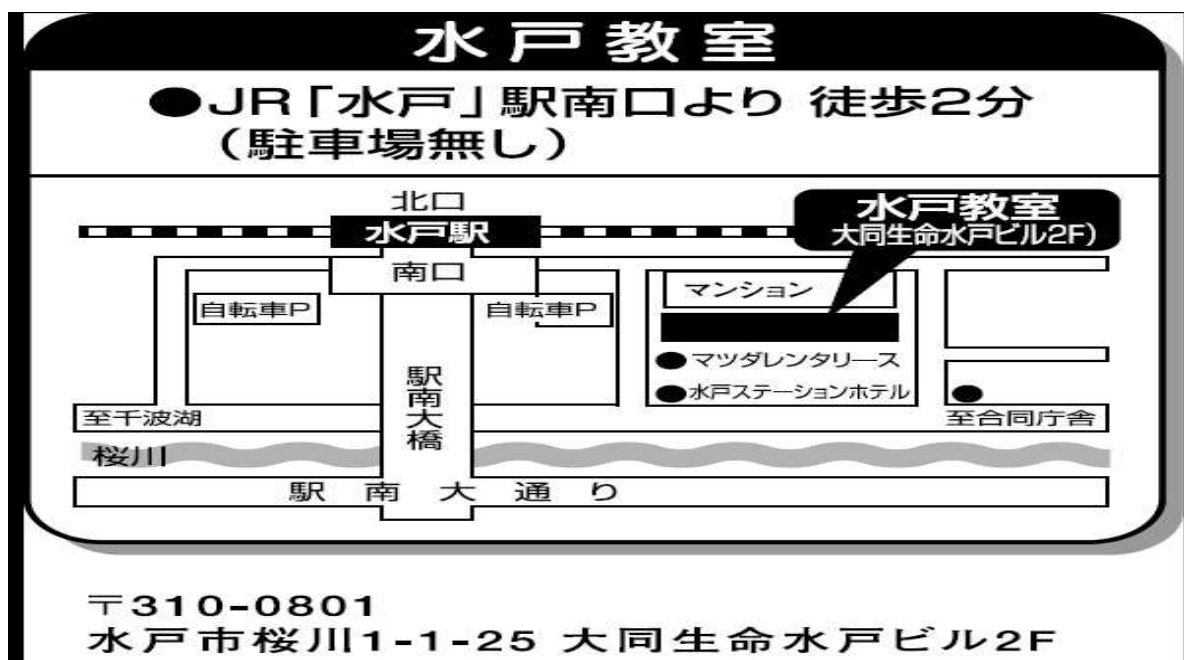 水戸教室
●JR「水戸」駅南口より 徒歩2分
(駐車場無し)
北口
水戸駅
水戸教室
大同生命水戸ビル2F)
南口
マンション
自転車P
自転車P
●マツダレンタリース
●水戸ステーションホテル
駅南大橋
至千波湖
至合同庁舎
桜川
駅南大通り
〒310-0801
水戸市桜川1-1-25 大同生命水戸ビル2F